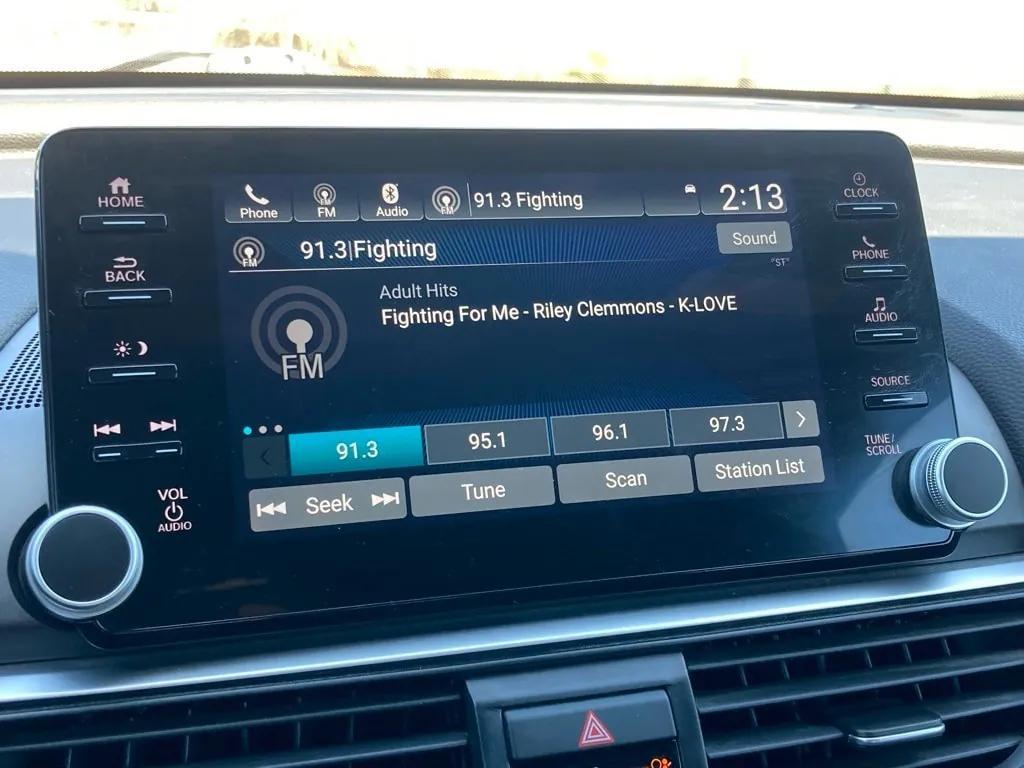 HOME
BACK
VOL
AUDIO
Phone
FM
Audio
FM
91.3 Fighting
2:13
FM
91.3|Fighting
Sound
"ST"
FM
Adult Hits
Fighting For Me - Riley Clemmons - K-LOVE
91.3
95.1
96.1
97.3
Seek
Tune
Scan
Station List
CLOCK
PHONE
AUDIO
SOURCE
TUNE/
SCROLL